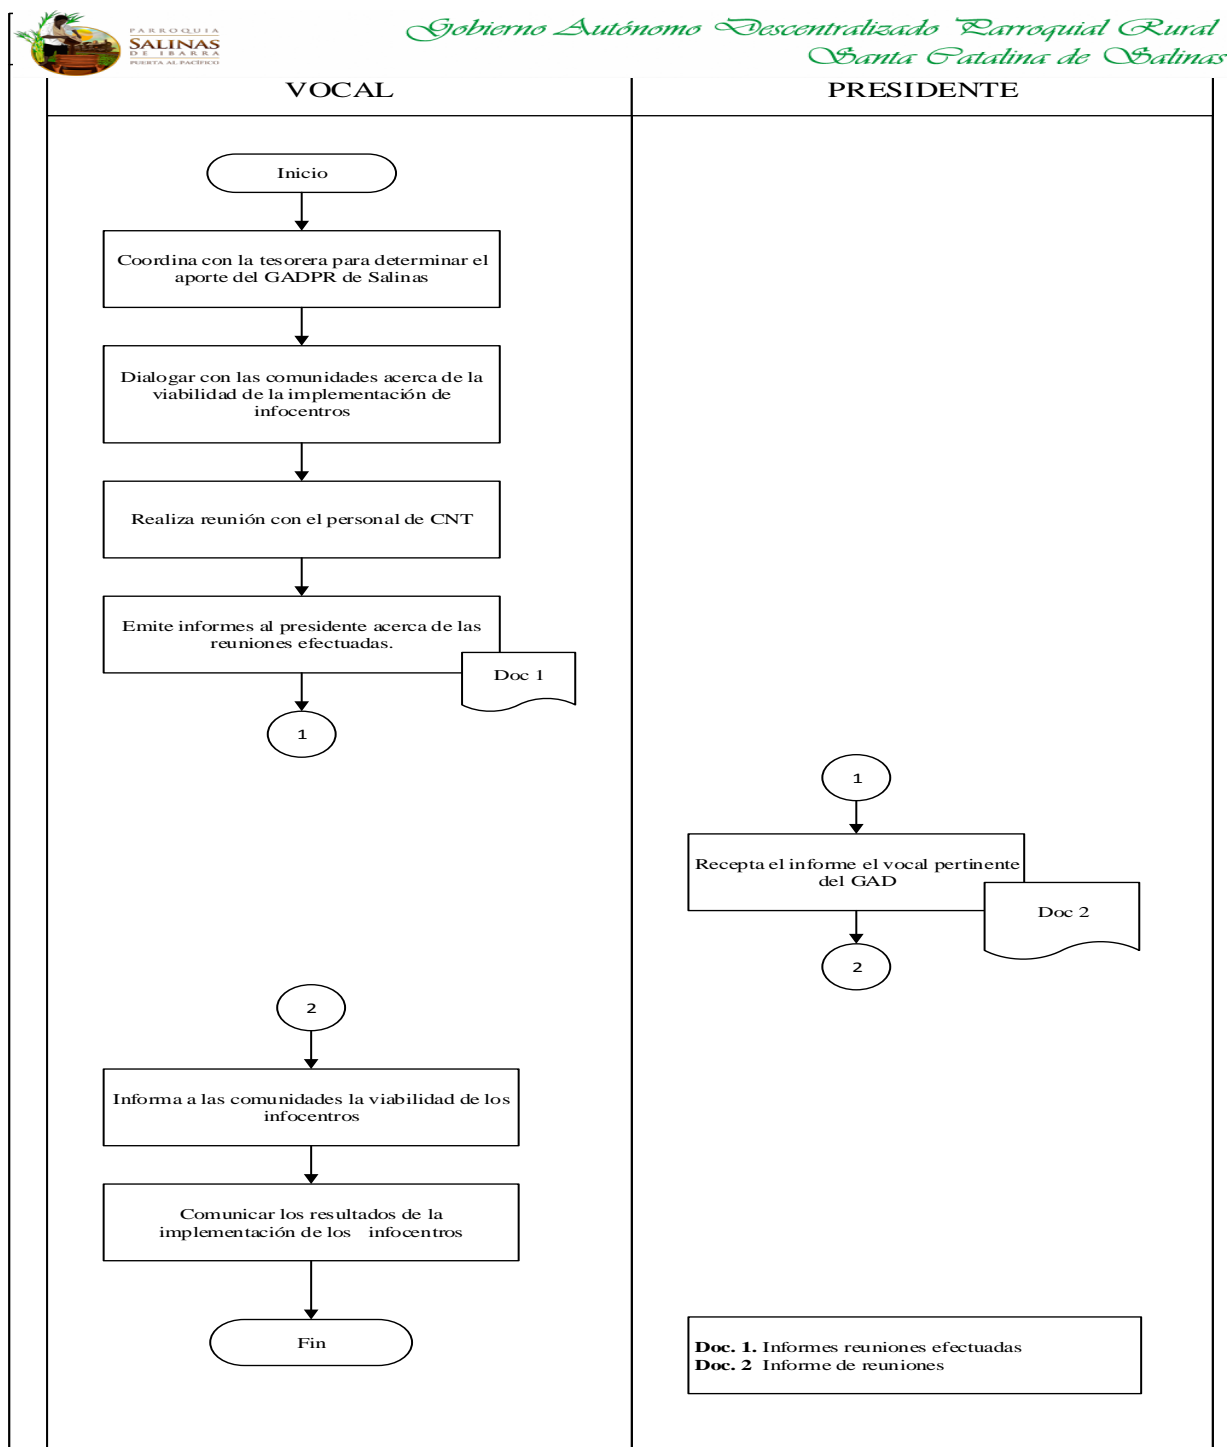 PARROQUIA
SALINAS
DE IBARRA
PUERTA AL PACÍFICO
Gobierno Autónomo Descentralizado Parroquial Rural
Santa Catalina de Salinas
VOCAL
PRESIDENTE
Inicio
Coordina con la tesorera para determinar el
aporte del GADPR de Salinas
Dialogar con las comunidades acerca de la
viabilidad de la implementación de
infocentros
Realiza reunión con el personal de CNT
Emite informes al presidente acerca de las
reuniones efectuadas.
Doc 1
1
1
Recepta el informe el vocal pertinente
del GAD
Doc 2
2
2
Informa a las comunidades la viabilidad de los
infocentros
Comunicar los resultados de la
implementación de los infocentros
Fin
Doc. 1. Informes reuniones efectuadas
Doc. 2 Informe de reuniones